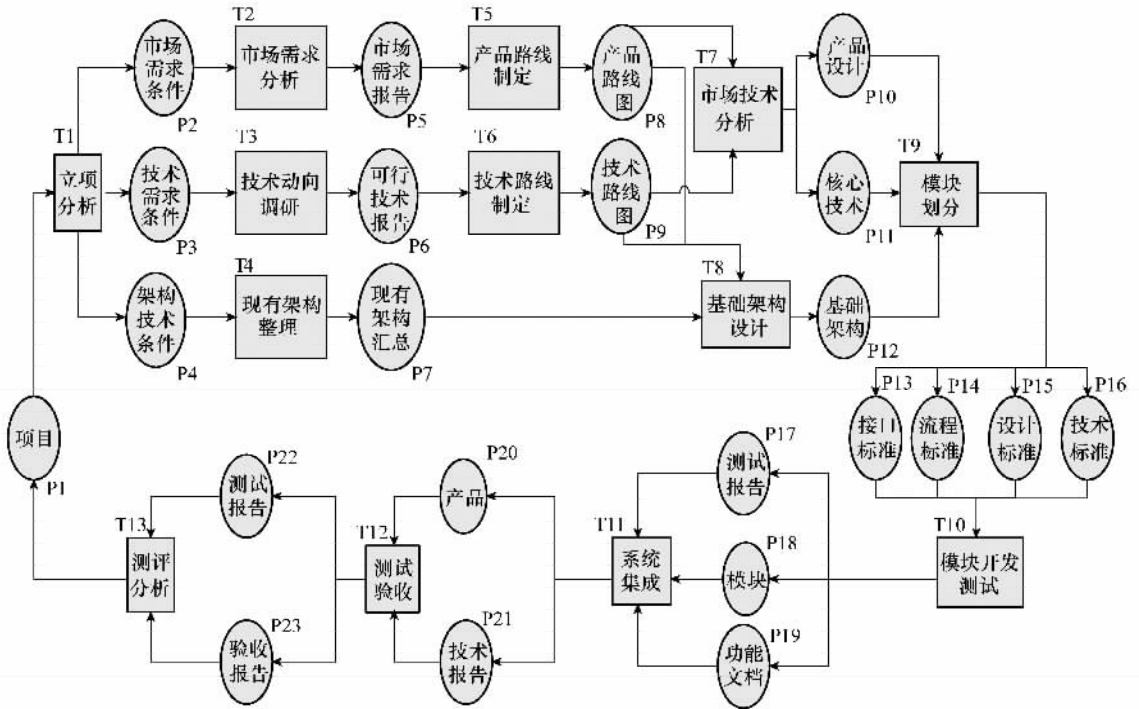 T2
T5
市场
需求
条件
P2
市场需求
分析
市场
需求
报告
P5
产品路线
制定
产品
路线
图
P8
T7
市场技术
分析
产品
设计
P10
T1
立项
分析
T3
T6
T9
技术
需求
条件
P3
技术动向
调研
可行
技术
报告
P6
技术路线
制定
技术
路线
图
P9
核心
技术
P11
模块
划分
T4
T8
架构
技术
条件
P4
现有架构
整理
现有
架构
汇总
P7
基础架构
设计
基础
架构
P12
P13
P14
P15
P16
接口
标准
流程
标准
设计
标准
技术
标准
项目
P1
P22
测试
报告
P20
产品
P17
测试
报告
T13
测评
分析
T12
测试
验收
T11
系统
集成
P18
模块
T10
模块开发
测试
P23
验收
报告
P21
技术
报告
P19
功能
文档